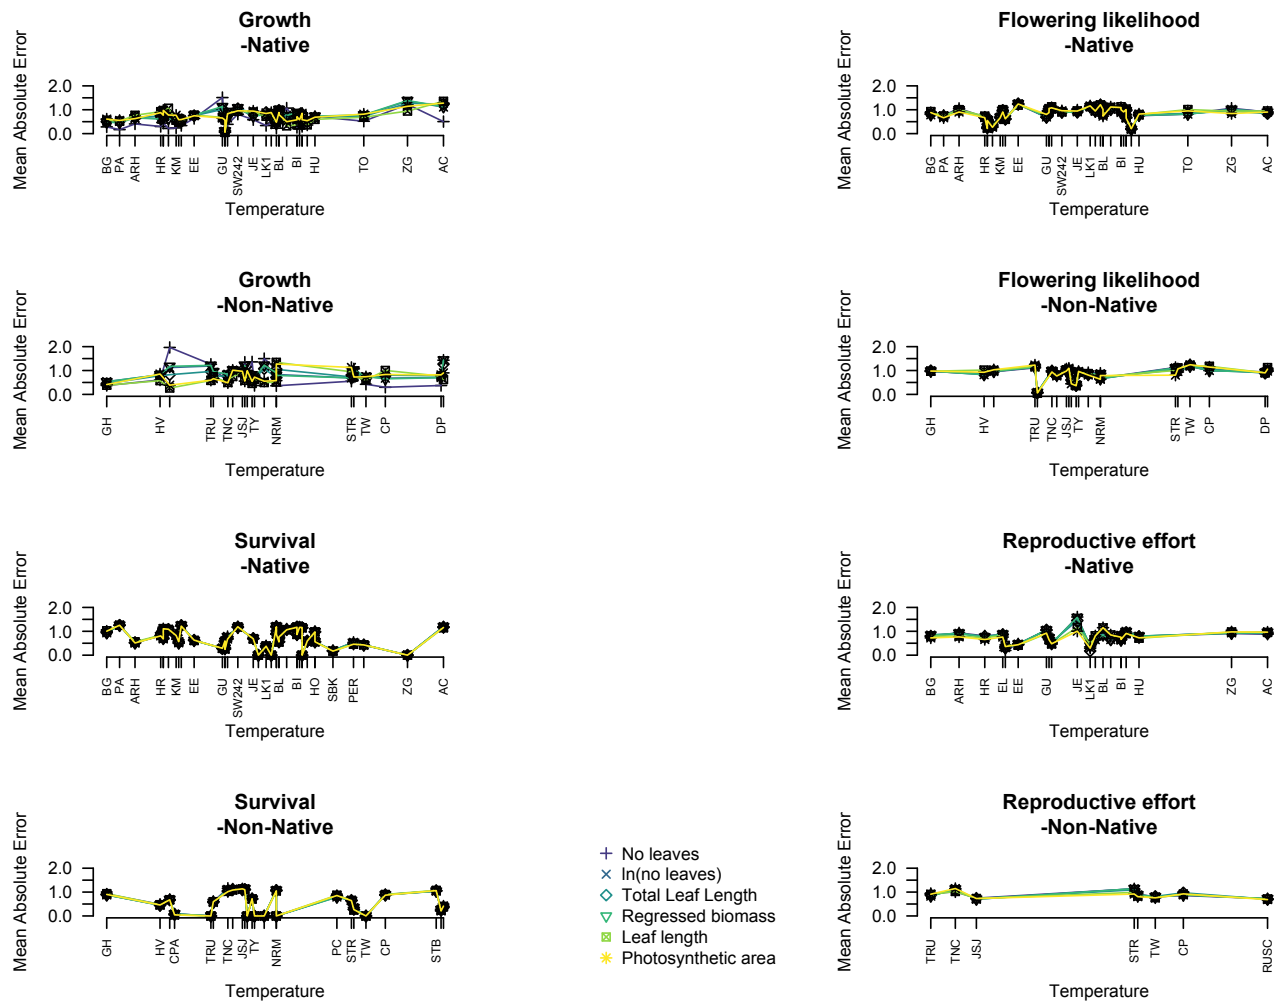 Growth
-Native
Mean Absolute Error
2.0
1.0
0.0
BG PA ARH HR KM EE GU SW242 JE LK1 BL BI HU TO ZG AC
Temperature
Flowering likelihood
-Native
Mean Absolute Error
2.0
1.0
0.0
BG PA ARH HR KM EE GU SW242 JE LK1 BL BI HU TO ZG AC
Temperature
Growth
-Non-Native
Mean Absolute Error
2.0
1.0
0.0
GH HV TRU TNC JSJ TY NRM STR TW CP DP
Temperature
Flowering likelihood
-Non-Native
Mean Absolute Error
2.0
1.0
0.0
GH HV TRU TNC JSJ TY NRM STR TW CP DP
Temperature
Survival
-Native
Mean Absolute Error
2.0
1.0
0.0
BG PA ARH HR KM EE GU SW242 JE LK1 BL BI HO SBK PER ZG AC
Temperature
Reproductive effort
-Native
Mean Absolute Error
2.0
1.0
0.0
BG ARH HR EL EE GU JE LK1 BL BI HU ZG AC
Temperature
Survival
-Non-Native
Mean Absolute Error
2.0
1.0
0.0
GH HV CPA TRU TNC JSJ TY NRM PC STR TW CP STB
Temperature
No leaves
ln(no leaves)
Total Leaf Length
Regressed biomass
Leaf length
Photosynthetic area
Reproductive effort
-Non-Native
Mean Absolute Error
2.0
1.0
0.0
TRU TNC JSJ STR TW CP RUSC
Temperature